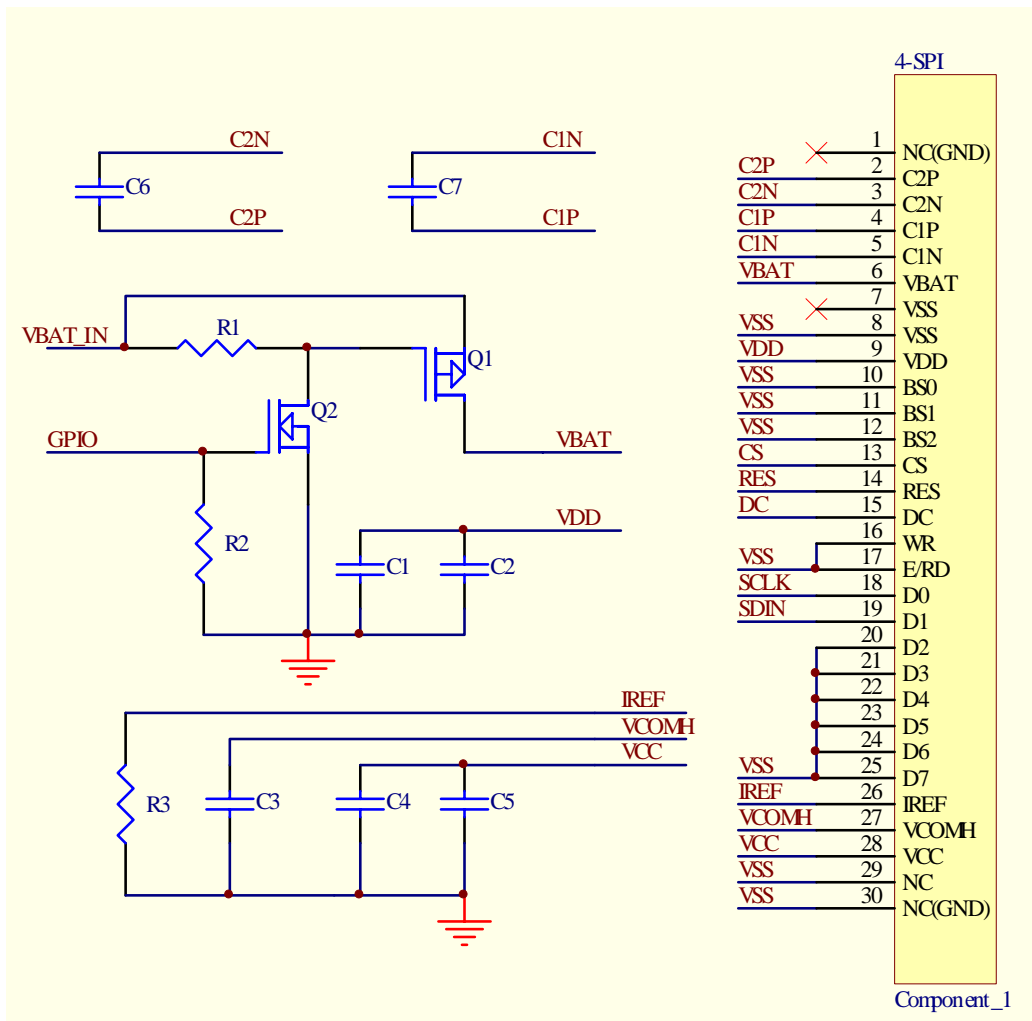 4-SPI
C2N
C6
C2P
C1N
C7
C1P
VBAT_IN
R1
Q1
Q2
GPIO
VBAT
R2
VDD
C1
C2
IREF
VCOMH
VCC
R3
C3
C4
C5
1 NC(GND)
C2P 2 C2P
C2N 3 C2N
C1P 4 C1P
C1N 5 C1N
VBAT 6 VBAT
7 VSS
VSS 8 VSS
VDD 9 VDD
VSS 10 BS0
VSS 11 BS1
VSS 12 BS2
CS 13 CS
RES 14 RES
DC 15 DC
16 WR
VSS 17 E/RD
SCLK 18 D0
SDIN 19 D1
20 D2
21 D3
22 D4
23 D5
24 D6
VSS 25 D7
IREF 26 IREF
VCOMH 27 VCOMH
VCC 28 VCC
VSS 29 NC
VSS 30 NC(GND)
Component_1